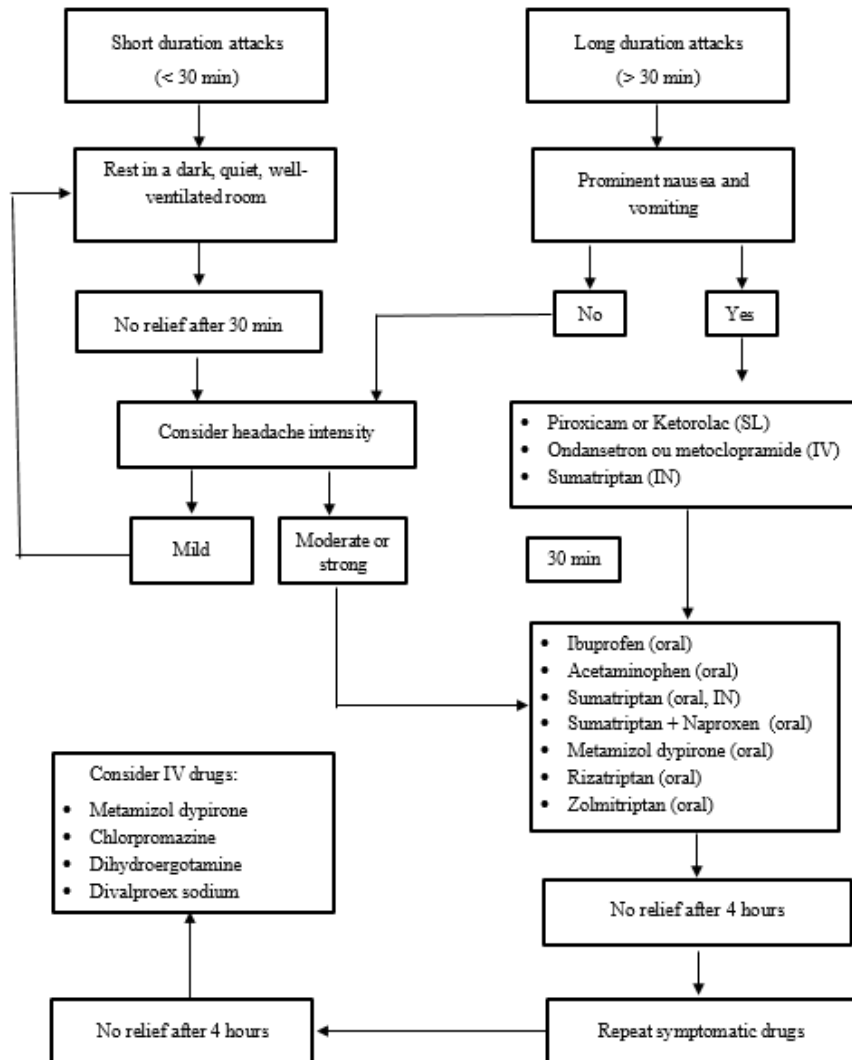 Short duration attacks
(< 30 min)
Long duration attacks
(> 30 min)
Rest in a dark, quiet, well-
ventilated room
Prominent nausea and
vomiting
No relief after 30 min
No
Yes
Consider headache intensity
• Piroxicam or Ketorolac (SL)
• Ondansetron ou metoclopramide (IV)
• Sumatriptan (IN)
Mild
Moderate or
strong
30 min
• Ibuprofen (oral)
• Acetaminophen (oral)
• Sumatriptan (oral, IN)
• Sumatriptan + Naproxen (oral)
• Metamizol dypirone (oral)
• Rizatriptan (oral)
• Zolmitriptan (oral)
Consider IV drugs:
• Metamizol dypirone
• Chlorpromazine
• Dihydroergotamine
• Divalproex sodium
No relief after 4 hours
No relief after 4 hours
Repeat symptomatic drugs